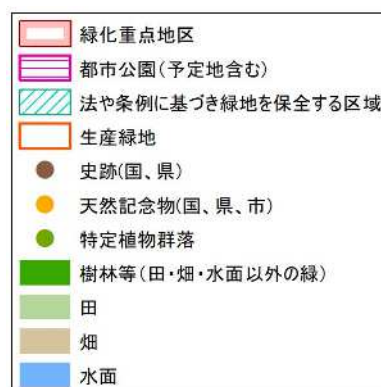 緑化重点地区
都市公園(予定地含む)
法や条例に基づき緑地を保全する区域
生産緑地
史跡(国、県)
天然記念物(国、県、市)
特定植物群落
樹林等(田・畑・水面以外の緑)
田
畑
水面